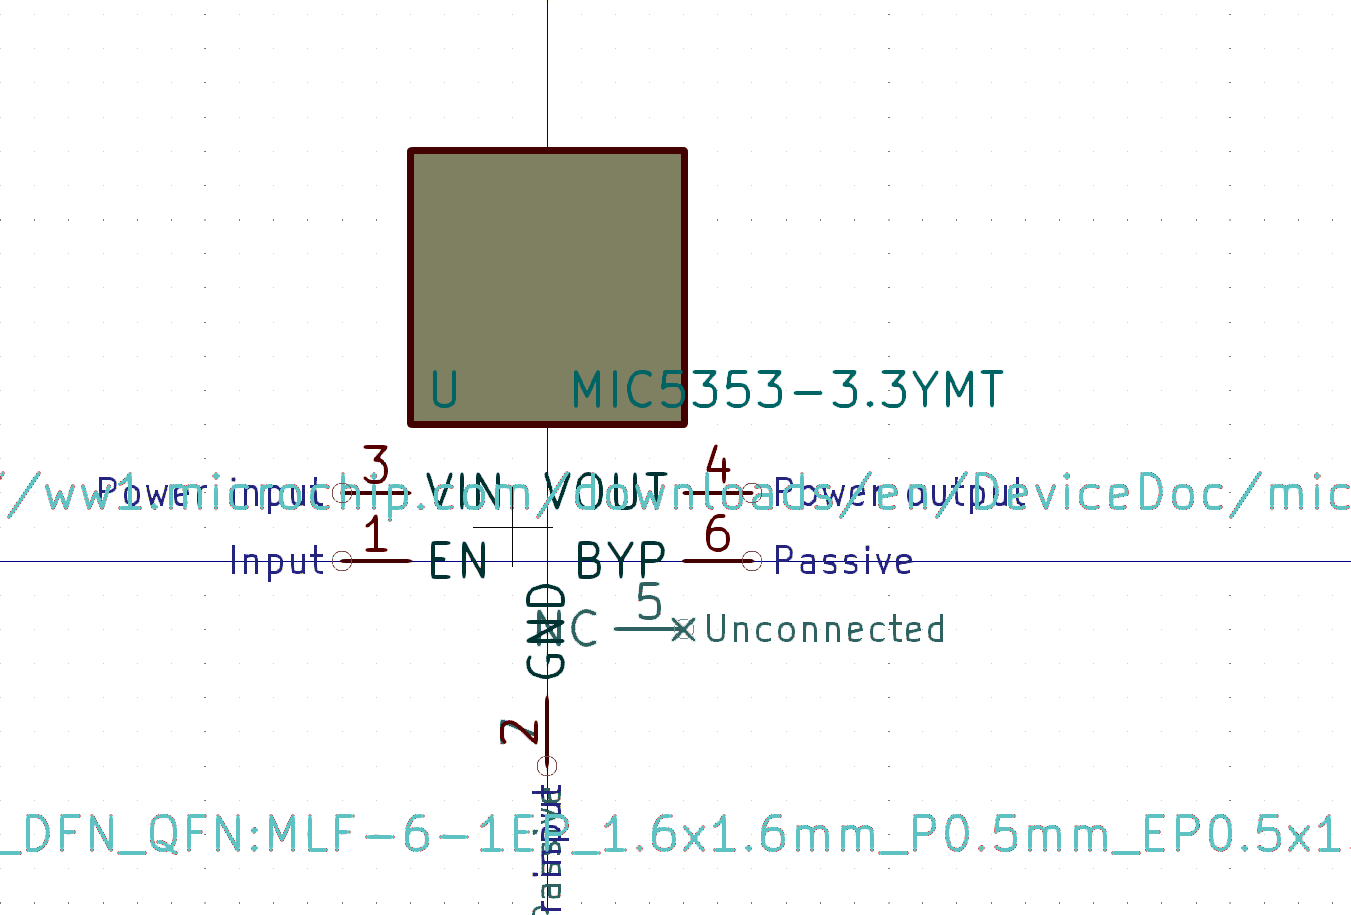 U MIC5353-3.3YMT
3 4
Power input VIN VOUT Power output
/ww1.microchip.com/downloads/en/DeviceDoc/mic
1 6
Input EN BYP Passive
5
NC Unconnected
GND
2
input
_DFN_QFN:MLF-6-1EP_1.6x1.6mm_P0.5mm_EP0.5x1.